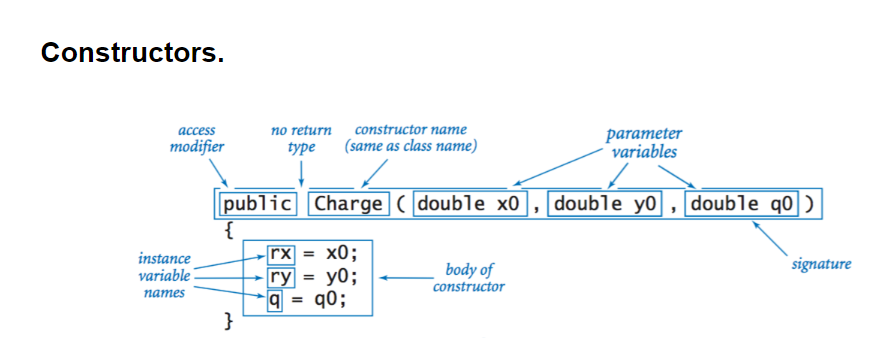 Constructors.
access
modifier
no return
type
constructor name
(same as class name)
parameter
variables
public Charge ( double x0 , double y0 , double q0 )
{
rx = x0;
ry = y0;
q = q0;
}
instance
variable
names
body of
constructor
signature